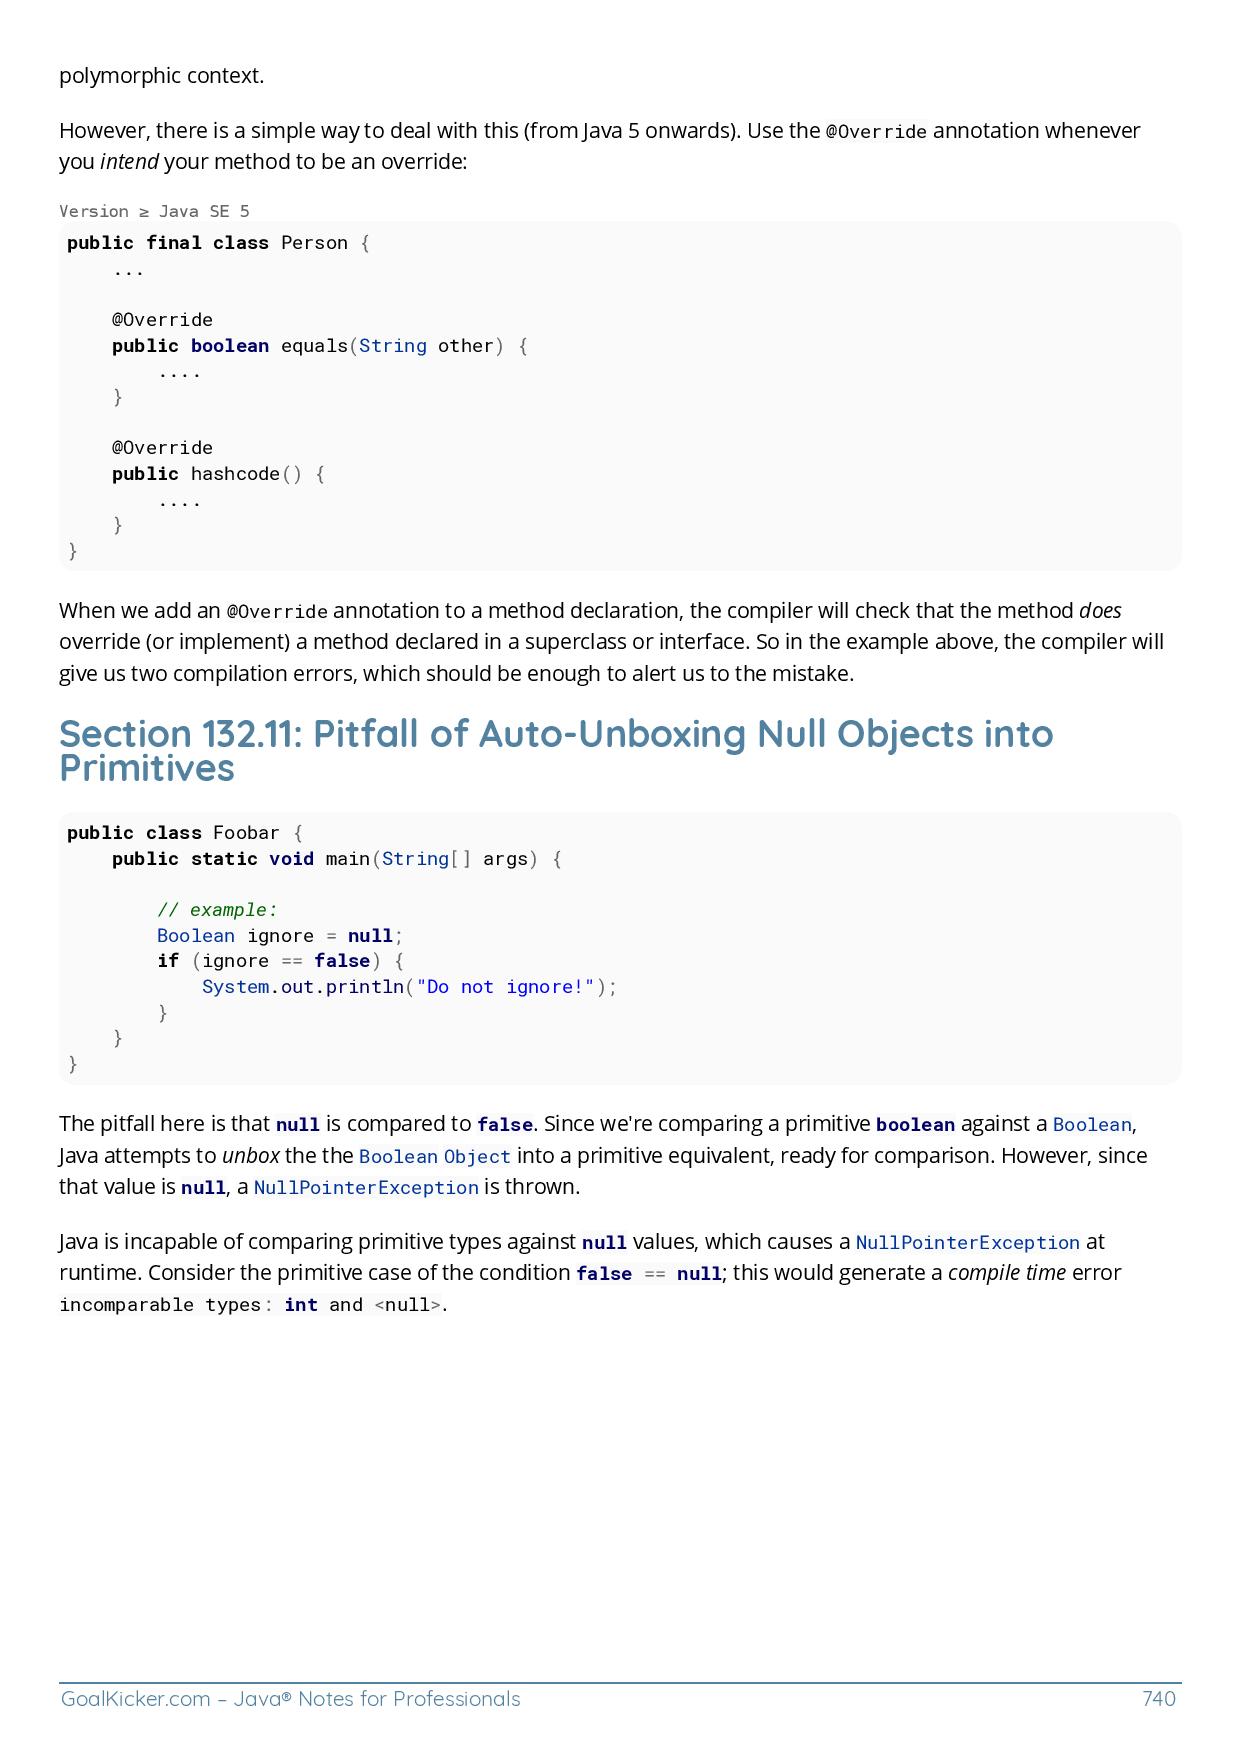 polymorphic context.
However, there is a simple way to deal with this (from Java 5 onwards). Use the @Override annotation whenever
you intend your method to be an override:
Version ≥ Java SE 5
public final class Person {
    ...

    @Override
    public boolean equals(String other) {
        ....
    }

    @Override
    public hashcode() {
        ....
    }
}
When we add an @Override annotation to a method declaration, the compiler will check that the method does
override (or implement) a method declared in a superclass or interface. So in the example above, the compiler will
give us two compilation errors, which should be enough to alert us to the mistake.
Section 132.11: Pitfall of Auto-Unboxing Null Objects into
Primitives
public class Foobar {
    public static void main(String[] args) {

        // example:
        Boolean ignore = null;
        if (ignore == false) {
            System.out.println("Do not ignore!");
        }
    }
}
The pitfall here is that null is compared to false. Since we're comparing a primitive boolean against a Boolean,
Java attempts to unbox the the Boolean Object into a primitive equivalent, ready for comparison. However, since
that value is null, a NullPointerException is thrown.
Java is incapable of comparing primitive types against null values, which causes a NullPointerException at
runtime. Consider the primitive case of the condition false == null; this would generate a compile time error
incomparable types: int and <null>.
GoalKicker.com – Java® Notes for Professionals 740